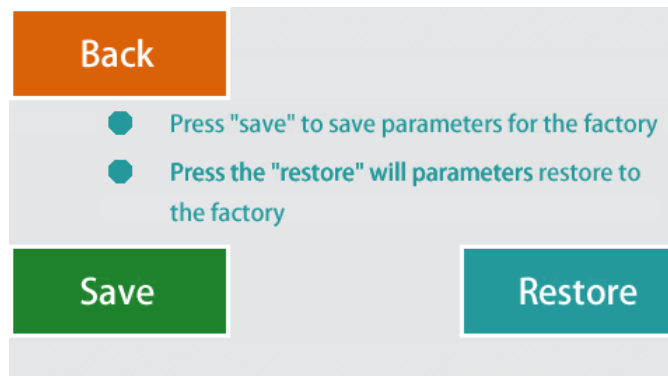 Back
Press "save" to save parameters for the factory
Press the "restore" will parameters restore to
the factory
Save
Restore